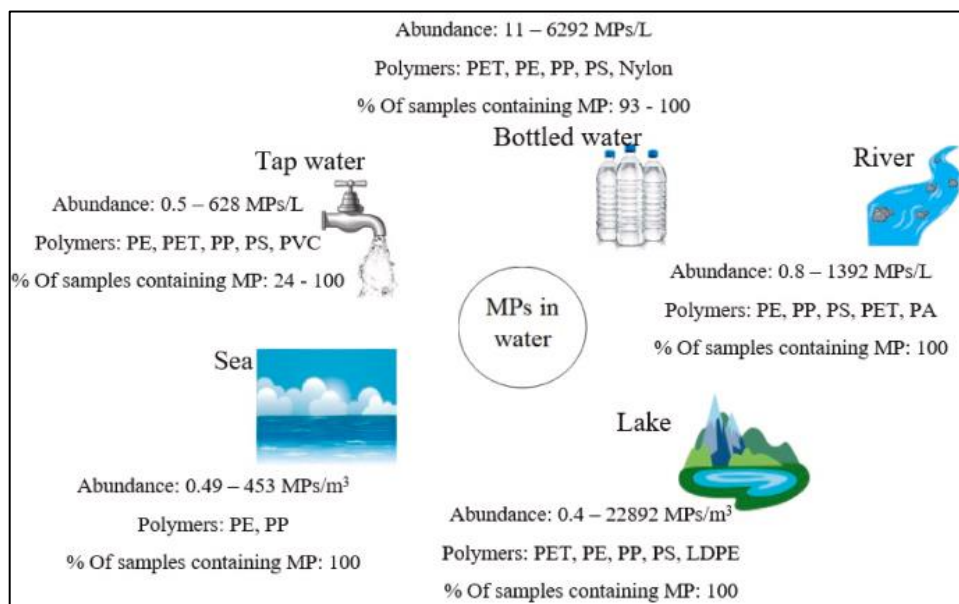 Abundance: 11 – 6292 MPs/L
Polymers: PET, PE, PP, PS, Nylon
% Of samples containing MP: 93 - 100
Bottled water
Tap water
Abundance: 0.5 – 628 MPs/L
Polymers: PE, PET, PP, PS, PVC
% Of samples containing MP: 24 - 100
River
Abundance: 0.8 – 1392 MPs/L
Polymers: PE, PP, PS, PET, PA
% Of samples containing MP: 100
MPs in
water
Sea
Abundance: 0.49 – 453 MPs/m³
Polymers: PE, PP
% Of samples containing MP: 100
Lake
Abundance: 0.4 – 22892 MPs/m³
Polymers: PET, PE, PP, PS, LDPE
% Of samples containing MP: 100